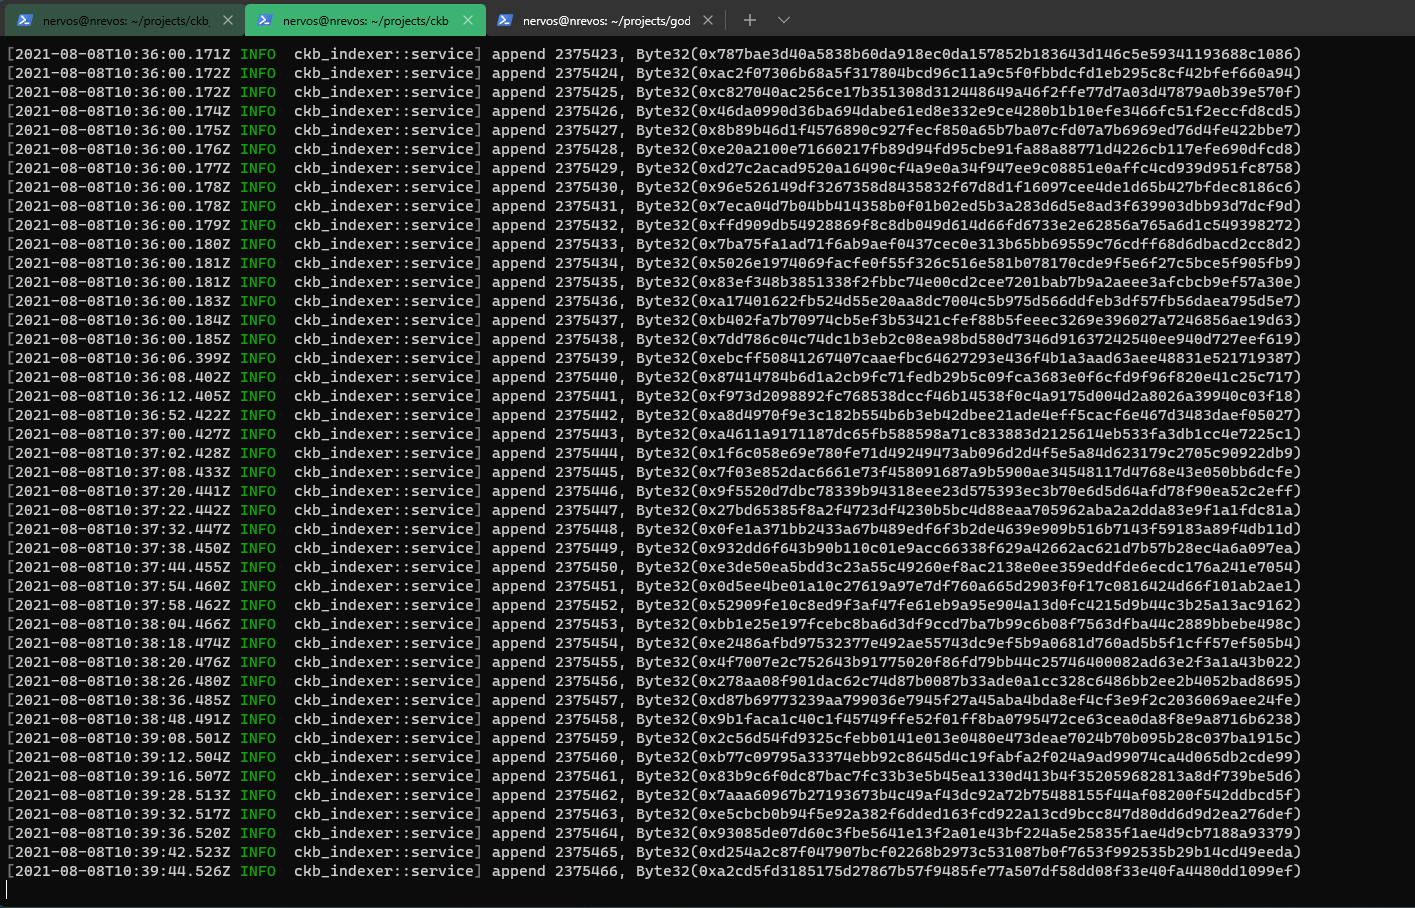 nervos@nrevos: ~/projects/ckb_
nervos@nrevos: ~/projects/ckb
nervos@nrevos: ~/projects/god
[2021-08-08T10:36:00.171Z INFO  ckb_indexer::service] append 2375423, Byte32(0x787bae3d40a5838b60da918ec0da157852b183643d146c5e59341193688c1086)
[2021-08-08T10:36:00.172Z INFO  ckb_indexer::service] append 2375424, Byte32(0xac2f07306b68a5f317804bcd96c11a9c5f0fbbdcfd1eb295c8cf42bfef660a94)
[2021-08-08T10:36:00.172Z INFO  ckb_indexer::service] append 2375425, Byte32(0xc827040ac256ce17b351308d312448649a46f2ffe77d7a03d47879a0b39e570f)
[2021-08-08T10:36:00.174Z INFO  ckb_indexer::service] append 2375426, Byte32(0x46da0990d36ba694dabe61ed8e332e9ce4280b1b10efe3466fc51f2eccfd8cd5)
[2021-08-08T10:36:00.175Z INFO  ckb_indexer::service] append 2375427, Byte32(0x8b89b46d1f4576890c927fecf850a65b7ba07cfd07a7b6969ed76d4fe422bbe7)
[2021-08-08T10:36:00.176Z INFO  ckb_indexer::service] append 2375428, Byte32(0xe20a2100e71660217fb89d94fd95cbe91fa88a88771d4226cb117efe690dfcd8)
[2021-08-08T10:36:00.177Z INFO  ckb_indexer::service] append 2375429, Byte32(0xd27c2acad9520a16490cf4a9e0a34f947ee9c08851e0affc4cd939d951fc8758)
[2021-08-08T10:36:00.178Z INFO  ckb_indexer::service] append 2375430, Byte32(0x96e526149df3267358d8435832f67d8d1f16097cee4de1d65b427bfdec8186c6)
[2021-08-08T10:36:00.178Z INFO  ckb_indexer::service] append 2375431, Byte32(0x7eca04d7b04bb414358b0f01b02ed5b3a283d6d5e8ad3f639903dbb93d7dcf9d)
[2021-08-08T10:36:00.179Z INFO  ckb_indexer::service] append 2375432, Byte32(0xffd909db54928869f8c8db049d614d66fd6733e2e62856a765a6d1c549398272)
[2021-08-08T10:36:00.180Z INFO  ckb_indexer::service] append 2375433, Byte32(0x7ba75fa1ad71f6ab9aef0437cec0e313b65bb69559c76cdff68d6dbacd2cc8d2)
[2021-08-08T10:36:00.181Z INFO  ckb_indexer::service] append 2375434, Byte32(0x5026e1974069facfe0f55f326c516e581b078170cde9f5e6f27c5bce5f905fb9)
[2021-08-08T10:36:00.181Z INFO  ckb_indexer::service] append 2375435, Byte32(0x83ef348b3851338f2fbbc74e00cd2cee7201bab7b9a2aeee3afcbcb9ef57a30e)
[2021-08-08T10:36:00.183Z INFO  ckb_indexer::service] append 2375436, Byte32(0xa17401622fb524d55e20aa8dc7004c5b975d566ddfeb3df57fb56daea795d5e7)
[2021-08-08T10:36:00.184Z INFO  ckb_indexer::service] append 2375437, Byte32(0xb402fa7b70974cb5ef3b53421cfef88b5feeec3269e396027a7246856ae19d63)
[2021-08-08T10:36:00.185Z INFO  ckb_indexer::service] append 2375438, Byte32(0x7dd786c04c74dc1b3eb2c08ea98bd580d7346d91637242540ee940d727eef619)
[2021-08-08T10:36:06.399Z INFO  ckb_indexer::service] append 2375439, Byte32(0xebcff50841267407caaefbc64627293e436f4b1a3aad63aee48831e521719387)
[2021-08-08T10:36:08.402Z INFO  ckb_indexer::service] append 2375440, Byte32(0x87414784b6d1a2cb9fc71fedb29b5c09fca3683e0f6cfd9f96f820e41c25c717)
[2021-08-08T10:36:12.405Z INFO  ckb_indexer::service] append 2375441, Byte32(0xf973d2098892fc768538dccf46b14538f0c4a9175d004d2a8026a39940c03f18)
[2021-08-08T10:36:52.422Z INFO  ckb_indexer::service] append 2375442, Byte32(0xa8d4970f9e3c182b554b6b3eb42dbee21ade4eff5cacf6e467d3483daef05027)
[2021-08-08T10:37:00.427Z INFO  ckb_indexer::service] append 2375443, Byte32(0xa4611a9171187dc65fb588598a71c833883d2125614eb533fa3db1cc4e7225c1)
[2021-08-08T10:37:02.428Z INFO  ckb_indexer::service] append 2375444, Byte32(0x1f6c058e69e780fe71d49249473ab096d2d4f5e5a84d623179c2705c90922db9)
[2021-08-08T10:37:08.433Z INFO  ckb_indexer::service] append 2375445, Byte32(0x7f03e852dac6661e73f458091687a9b5900ae34548117d4768e43e050bb6dcfe)
[2021-08-08T10:37:20.441Z INFO  ckb_indexer::service] append 2375446, Byte32(0x9f5520d7dbc78339b94318eee23d575393ec3b70e6d5d64afd78f90ea52c2eff)
[2021-08-08T10:37:22.442Z INFO  ckb_indexer::service] append 2375447, Byte32(0x27bd65385f8a2f4723df4230b5bc4d88eaa705962aba2a2dda83e9f1a1fdc81a)
[2021-08-08T10:37:32.447Z INFO  ckb_indexer::service] append 2375448, Byte32(0x0fe1a371bb2433a67b489edf6f3b2de4639e909b516b7143f59183a89f4db11d)
[2021-08-08T10:37:38.450Z INFO  ckb_indexer::service] append 2375449, Byte32(0x932dd6f643b90b110c01e9acc66338f629a42662ac621d7b57b28ec4a6a097ea)
[2021-08-08T10:37:44.455Z INFO  ckb_indexer::service] append 2375450, Byte32(0xe3de50ea5bdd3c23a55c49260ef8ac2138e0ee359eddfde6ecdc176a241e7054)
[2021-08-08T10:37:54.460Z INFO  ckb_indexer::service] append 2375451, Byte32(0x0d5ee4be01a10c27619a97e7df760a665d2903f0f17c0816424d66f101ab2ae1)
[2021-08-08T10:37:58.462Z INFO  ckb_indexer::service] append 2375452, Byte32(0x52909fe10c8ed9f3af47fe61eb9a95e904a13d0fc4215d9b44c3b25a13ac9162)
[2021-08-08T10:38:04.466Z INFO  ckb_indexer::service] append 2375453, Byte32(0xbb1e25e197fcebc8ba6d3df9ccd7ba7b99c6b08f7563dfba44c2889bbebe498c)
[2021-08-08T10:38:18.474Z INFO  ckb_indexer::service] append 2375454, Byte32(0xe2486afbd97532377e492ae55743dc9ef5b9a0681d760ad5b5f1cff57ef505b4)
[2021-08-08T10:38:20.476Z INFO  ckb_indexer::service] append 2375455, Byte32(0x4f7007e2c752643b91775020f86fd79bb44c25746400082ad63e2f3a1a43b022)
[2021-08-08T10:38:26.480Z INFO  ckb_indexer::service] append 2375456, Byte32(0x278aa08f901dac62c74d87b0087b33ade0a1cc328c6486bb2ee2b4052bad8695)
[2021-08-08T10:38:36.485Z INFO  ckb_indexer::service] append 2375457, Byte32(0xd87b69773239aa799036e7945f27a45aba4bda8ef4cf3e9f2c2036069aee24fe)
[2021-08-08T10:38:48.491Z INFO  ckb_indexer::service] append 2375458, Byte32(0x9b1faca1c40c1f45749ffe52f01ff8ba0795472ce63cea0da8f8e9a8716b6238)
[2021-08-08T10:39:08.501Z INFO  ckb_indexer::service] append 2375459, Byte32(0x2c56d54fd9325cfebb0141e013e0480e473deae7024b70b095b28c037ba1915c)
[2021-08-08T10:39:12.504Z INFO  ckb_indexer::service] append 2375460, Byte32(0xb77c09795a33374ebb92c8645d4c19fabfa2f024a9ad99074ca4d065db2cde99)
[2021-08-08T10:39:16.507Z INFO  ckb_indexer::service] append 2375461, Byte32(0x83b9c6f0dc87bac7fc33b3e5b45ea1330d413b4f352059682813a8df739be5d6)
[2021-08-08T10:39:28.513Z INFO  ckb_indexer::service] append 2375462, Byte32(0x7aaa60967b27193673b4c49af43dc92a72b75488155f44af08200f542ddbcd5f)
[2021-08-08T10:39:32.517Z INFO  ckb_indexer::service] append 2375463, Byte32(0xe5cbcb0b94f5e92a382f6dded163fcd922a13cd9bcc847d80dd6d9d2ea276def)
[2021-08-08T10:39:36.520Z INFO  ckb_indexer::service] append 2375464, Byte32(0x93085de07d60c3fbe5641e13f2a01e43bf224a5e25835f1ae4d9cb7188a93379)
[2021-08-08T10:39:42.523Z INFO  ckb_indexer::service] append 2375465, Byte32(0xd254a2c87f047907bcf02268b2973c531087b0f7653f992535b29b14cd49eeda)
[2021-08-08T10:39:44.526Z INFO  ckb_indexer::service] append 2375466, Byte32(0xa2cd5fd3185175d27867b57f9485fe77a507df58dd08f33e40fa4480dd1099ef)